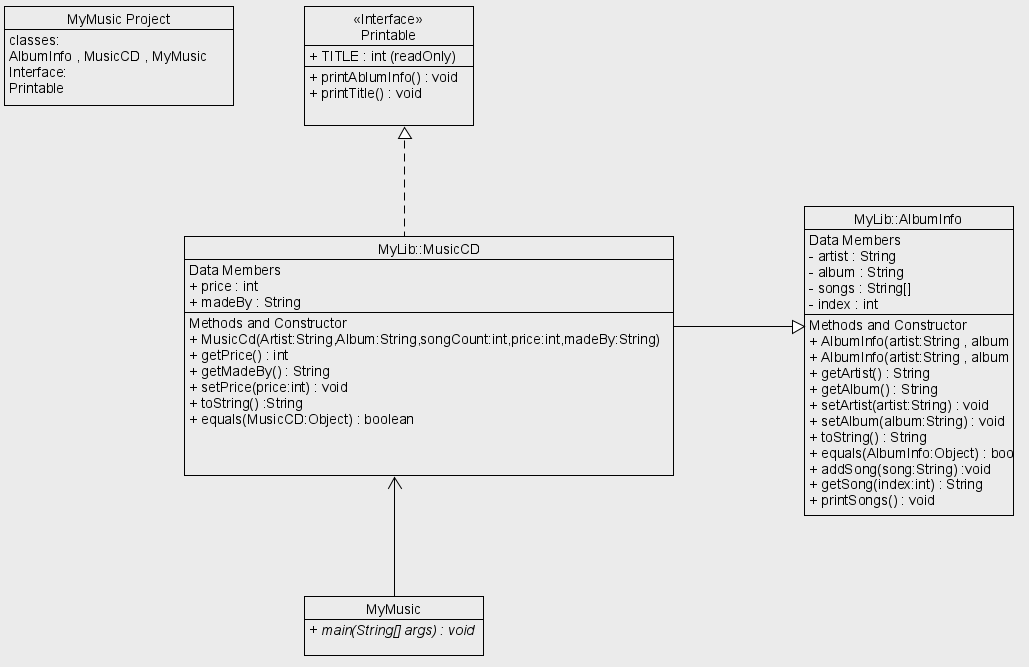 MyMusic Project
classes:
AlbumInfo , MusicCD , MyMusic
Interface:
Printable
«Interface»
Printable
+ TITLE : int (readOnly)
+ printAblumInfo() : void
+ printTitle() : void
MyLib::MusicCD
Data Members
+ price : int
+ madeBy : String
Methods and Constructor
+ MusicCd(Artist:String,Album:String,songCount:int,price:int,madeBy:String)
+ getPrice() : int
+ getMadeBy() : String
+ setPrice(price:int) : void
+ toString() :String
+ equals(MusicCD:Object) : boolean
MyLib::AlbumInfo
Data Members
- artist : String
- album : String
- songs : String[]
- index : int
Methods and Constructor
+ AlbumInfo(artist:String , album
+ AlbumInfo(artist:String , album
+ getArtist() : String
+ getAlbum() : String
+ setArtist(artist:String) : void
+ setAlbum(album:String) : void
+ toString() : String
+ equals(AlbumInfo:Object) : boo
+ addSong(song:String) :void
+ getSong(index:int) : String
+ printSongs() : void
MyMusic
+ main(String[] args) : void